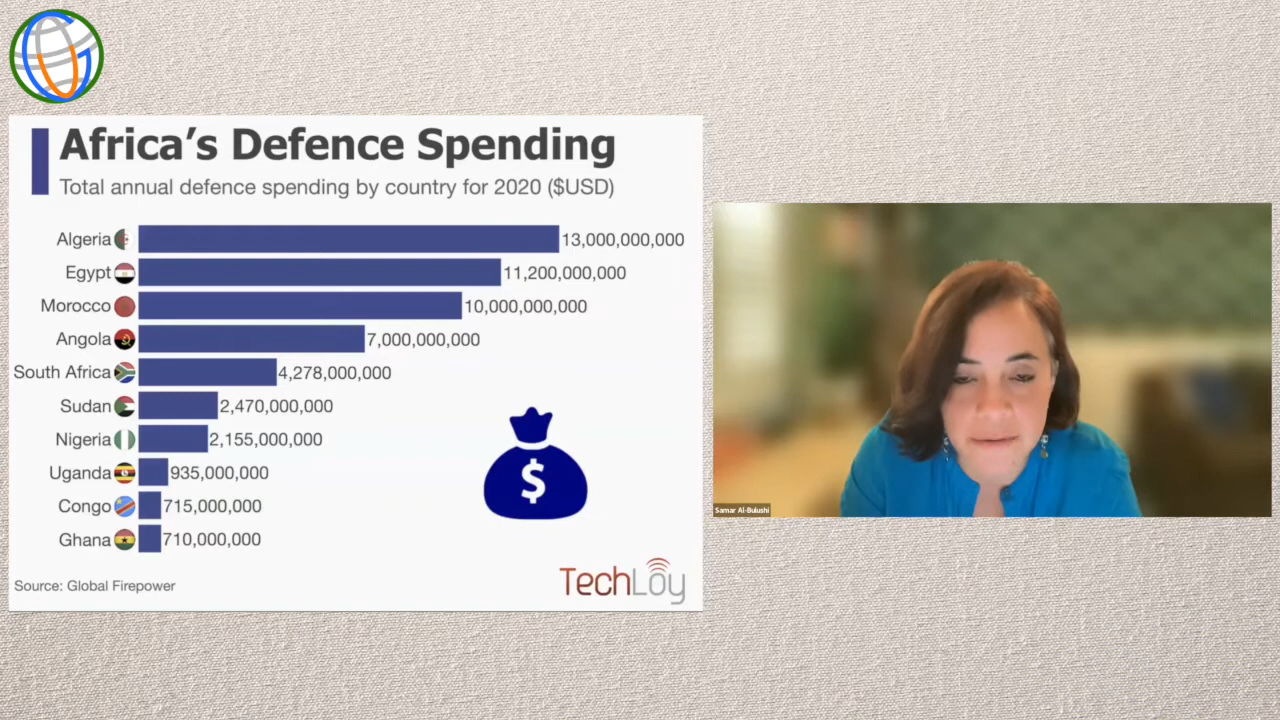 Africa's Defence Spending
Total annual defence spending by country for 2020 ($USD)
Algeria 13,000,000,000
Egypt 11,200,000,000
Morocco 10,000,000,000
Angola 7,000,000,000
South Africa 4,278,000,000
Sudan 2,470,000,000
Nigeria 2,155,000,000
Uganda 935,000,000
Congo 715,000,000
Ghana 710,000,000
$
Source: Global Firepower
TechLoy
Samar Al-Bulushi